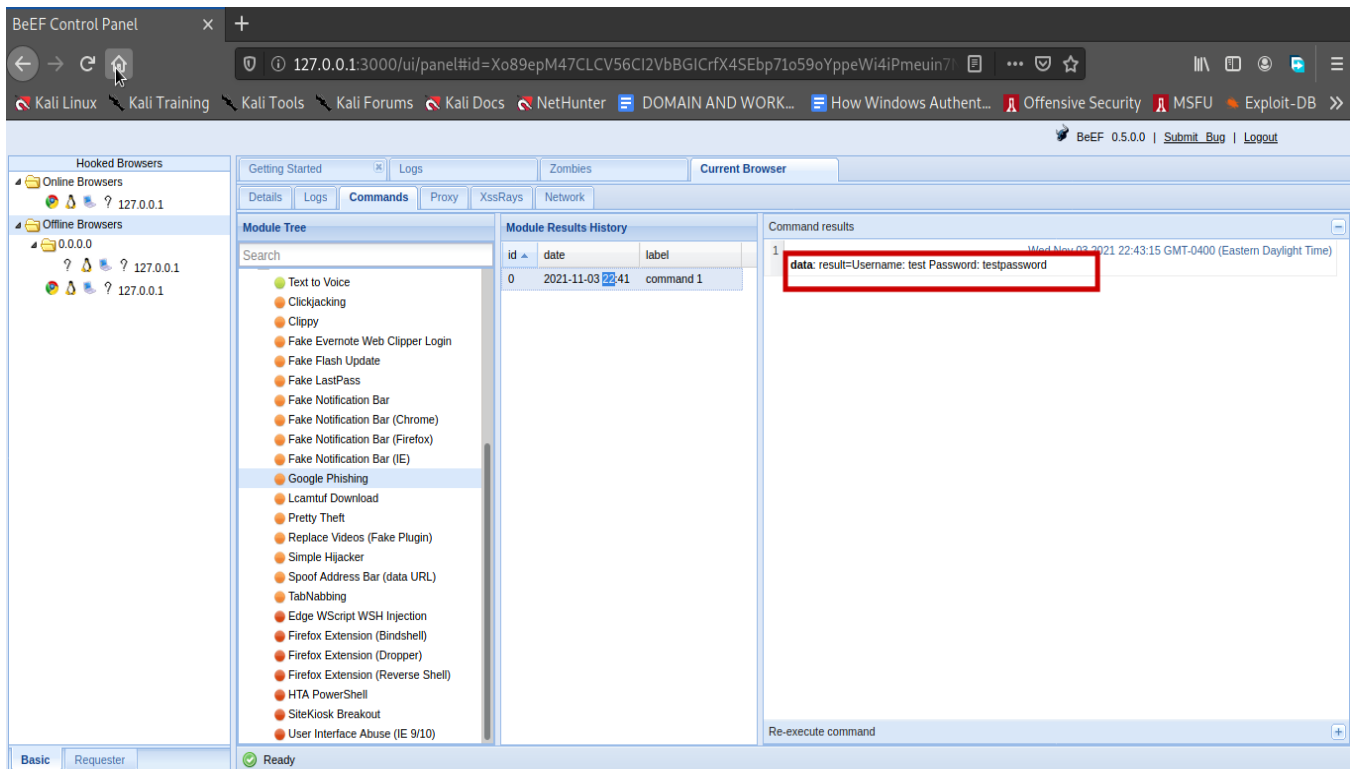 BeEF Control Panel
127.0.0.1:3000/ui/panel#id=Xo89epM47CLCV56Cl2VbBGICrfX4SEbp71o59oYppeWi4iPmeuin7
Kali Linux Kali Training Kali Tools Kali Forums Kali Docs NetHunter DOMAIN AND WORK... How Windows Authent... Offensive Security MSFU Exploit-DB
BeEF 0.5.0.0 | Submit Bug | Logout
Hooked Browsers
Online Browsers
? 127.0.0.1
Offline Browsers
0.0.0.0
? ? 127.0.0.1
? 127.0.0.1
Basic Requester
Getting Started Logs Zombies Current Browser
Details Logs Commands Proxy XssRays Network
Module Tree
Search
Text to Voice
Clickjacking
Clippy
Fake Evernote Web Clipper Login
Fake Flash Update
Fake LastPass
Fake Notification Bar
Fake Notification Bar (Chrome)
Fake Notification Bar (Firefox)
Fake Notification Bar (IE)
Google Phishing
Lcamtuf Download
Pretty Theft
Replace Videos (Fake Plugin)
Simple Hijacker
Spoof Address Bar (data URL)
TabNabbing
Edge WScript WSH Injection
Firefox Extension (Bindshell)
Firefox Extension (Dropper)
Firefox Extension (Reverse Shell)
HTA PowerShell
SiteKiosk Breakout
User Interface Abuse (IE 9/10)
Module Results History
id date label
0 2021-11-03 22:41 command 1
Command results
1 Wed Nov 03 2021 22:43:15 GMT-0400 (Eastern Daylight Time)
data: result=Username: test Password: testpassword
Re-execute command
Ready